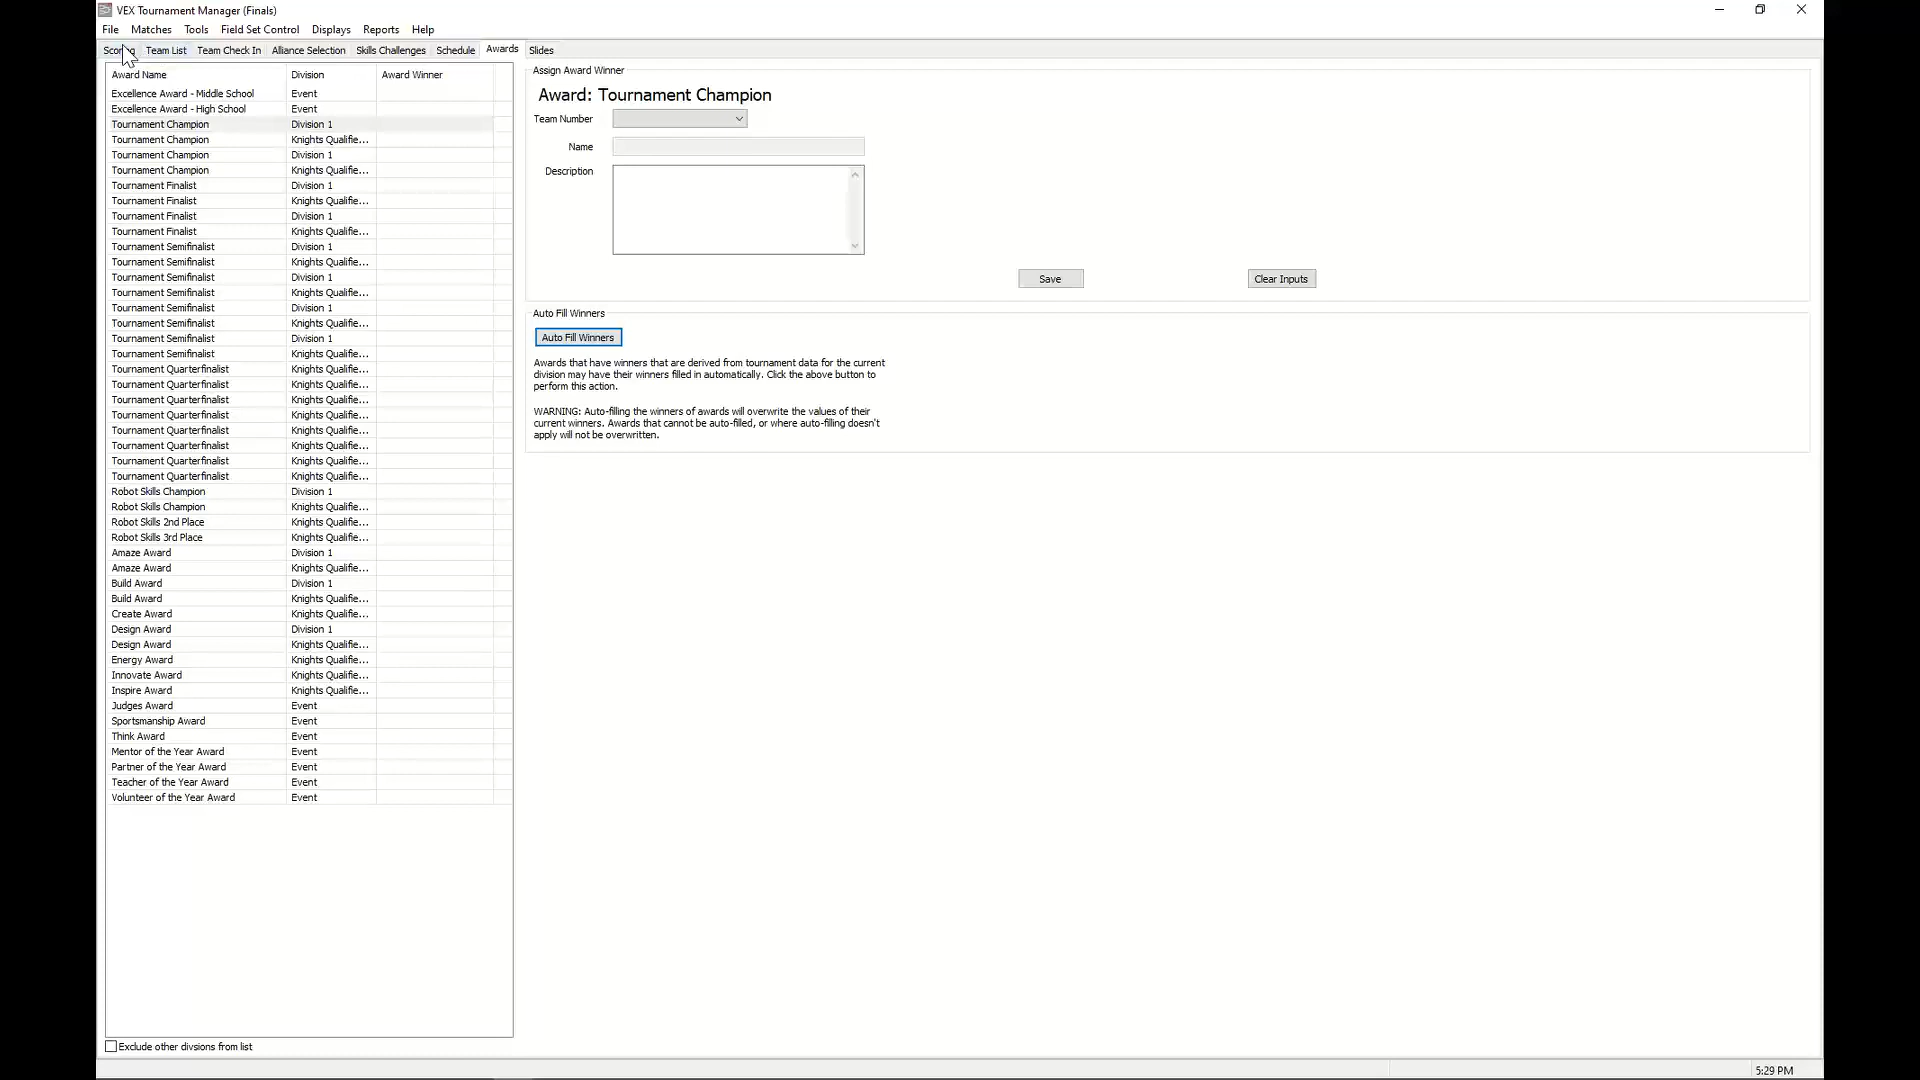 VEX Tournament Manager (Finals)
File Matches Tools Field Set Control Displays Reports Help
Team List Team Check In Alliance Selection Skills Challenges Schedule Awards Slides
Award Name Division Award Winner
Excellence Award - Middle School Event
Excellence Award - High School Event
Tournament Champion Division 1
Tournament Champion Knights Qualifie...
Tournament Champion Division 1
Tournament Champion Knights Qualifie...
Tournament Finalist Division 1
Tournament Finalist Knights Qualifie...
Tournament Finalist Division 1
Tournament Finalist Knights Qualifie...
Tournament Semifinalist Division 1
Tournament Semifinalist Knights Qualifie...
Tournament Semifinalist Division 1
Tournament Semifinalist Knights Qualifie...
Tournament Semifinalist Division 1
Tournament Semifinalist Knights Qualifie...
Tournament Semifinalist Division 1
Tournament Semifinalist Knights Qualifie...
Tournament Quarterfinalist Knights Qualifie...
Tournament Quarterfinalist Knights Qualifie...
Tournament Quarterfinalist Knights Qualifie...
Tournament Quarterfinalist Knights Qualifie...
Tournament Quarterfinalist Knights Qualifie...
Tournament Quarterfinalist Knights Qualifie...
Tournament Quarterfinalist Knights Qualifie...
Tournament Quarterfinalist Knights Qualifie...
Robot Skills Champion Division 1
Robot Skills Champion Knights Qualifie...
Robot Skills 2nd Place Knights Qualifie...
Robot Skills 3rd Place Knights Qualifie...
Amaze Award Division 1
Amaze Award Knights Qualifie...
Build Award Division 1
Build Award Knights Qualifie...
Create Award Knights Qualifie...
Design Award Division 1
Design Award Knights Qualifie...
Energy Award Knights Qualifie...
Innovate Award Knights Qualifie...
Inspire Award Knights Qualifie...
Judges Award Event
Sportsmanship Award Event
Think Award Event
Mentor of the Year Award Event
Partner of the Year Award Event
Teacher of the Year Award Event
Volunteer of the Year Award Event
Exclude other divsions from list
Assign Award Winner
Award: Tournament Champion
Team Number
Name
Description
Save Clear Inputs
Auto Fill Winners
Auto Fill Winners
Awards that have winners that are derived from tournament data for the current
division may have their winners filled in automatically. Click the above button to
perform this action.
WARNING: Auto-filling the winners of awards will overwrite the values of their
current winners. Awards that cannot be auto-filled, or where auto-filling doesn't
apply will not be overwritten.
5:29 PM